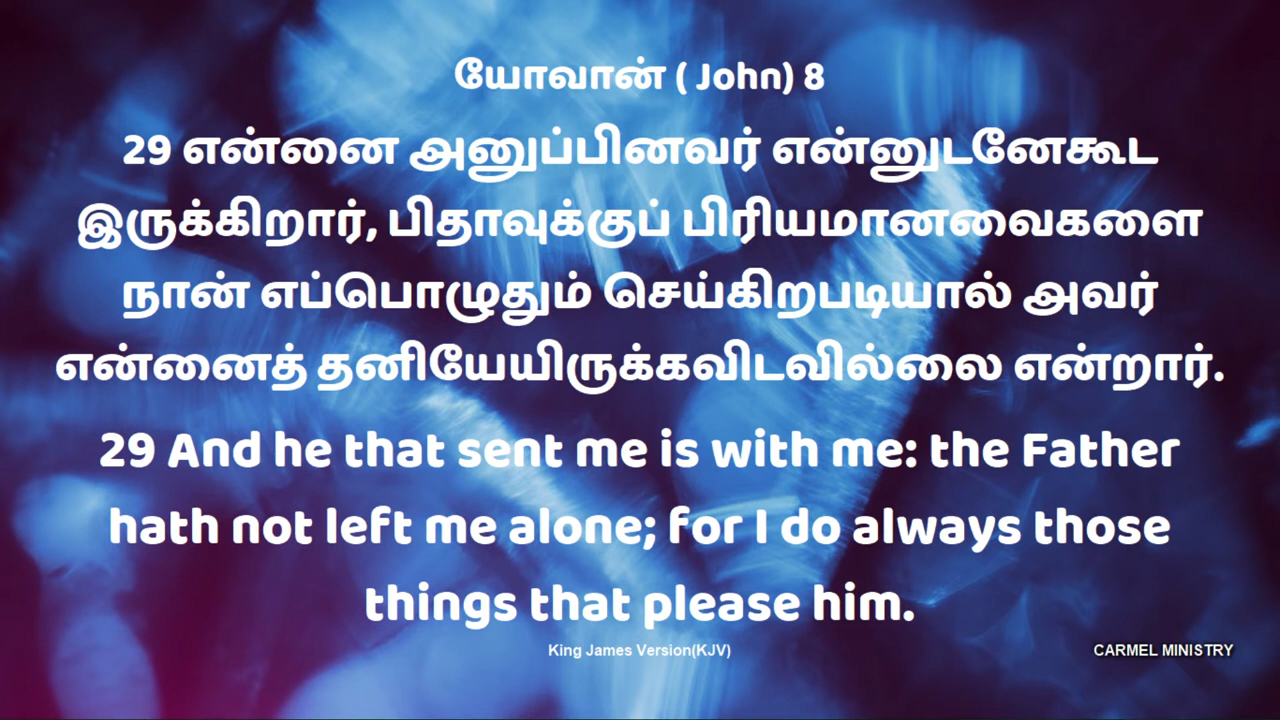 யோவான் ( John) 8
29 என்னை அனுப்பினவர் என்னுடனேகூட
இருக்கிறார், பிதாவுக்குப் பிரியமானவைகளை
நான் எப்பொழுதும் செய்கிறபடியால் அவர்
என்னைத் தனியேயிருக்கவிடவில்லை என்றார்.
29 And he that sent me is with me: the Father
hath not left me alone; for I do always those
things that please him.
King James Version(KJV)
CARMEL MINISTRY